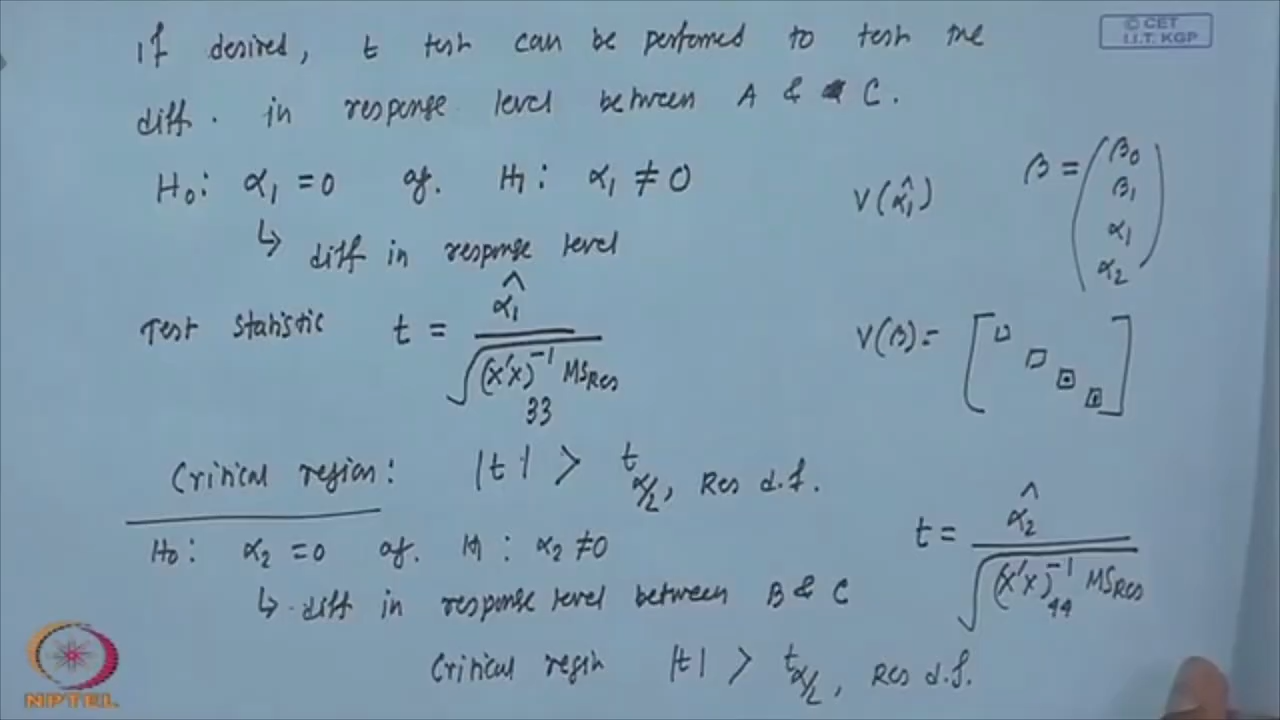 If desired, t test can be performed to test the
© CET
I.I.T. KGP
diff. in response level between A & C.
H₀: α₁ = 0 ag. H₁: α₁ ≠ 0
V(α̂₁)
β = (β₀ β₁ α₁ α₂)
↳ diff in response level
Test Statistic t = α̂₁ / √((X'X)⁻¹₃₃ MS_Res)
V(β) = [ ]
Critical region: |t| > t_α/2, Res d.f.
H₀: α₂ = 0 ag. H₁: α₂ ≠ 0
t = α̂₂ / √((X'X)⁻¹₄₄ MS_Res)
↳ diff in response level between B & C
Critical regin |t| > t_α/2, Res d.f.
NPTEL